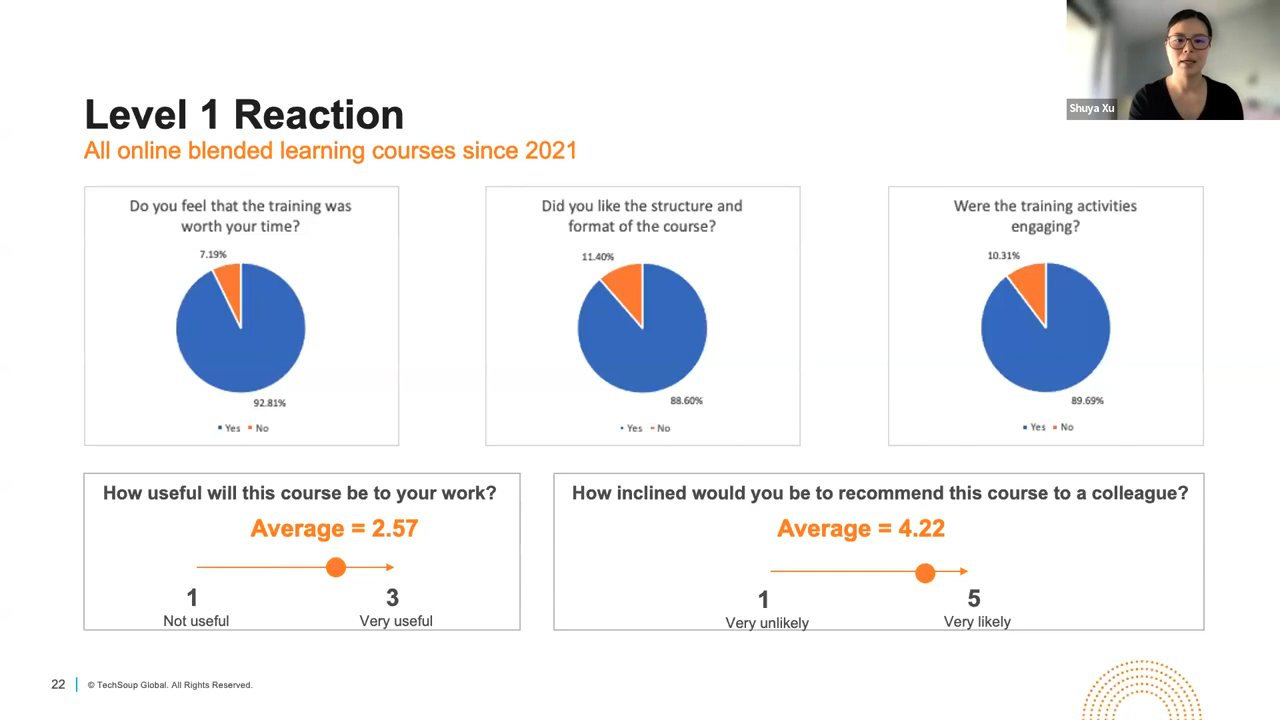 Shuya Xu
Level 1 Reaction
All online blended learning courses since 2021
Do you feel that the training was
worth your time?
7.19%
92.81%
Yes No
Did you like the structure and
format of the course?
11.40%
88.60%
Yes No
Were the training activities
engaging?
10.31%
89.69%
Yes No
How useful will this course be to your work?
Average = 2.57
1 3
Not useful Very useful
How inclined would you be to recommend this course to a colleague?
Average = 4.22
1 5
Very unlikely Very likely
22 © TechSoup Global. All Rights Reserved.